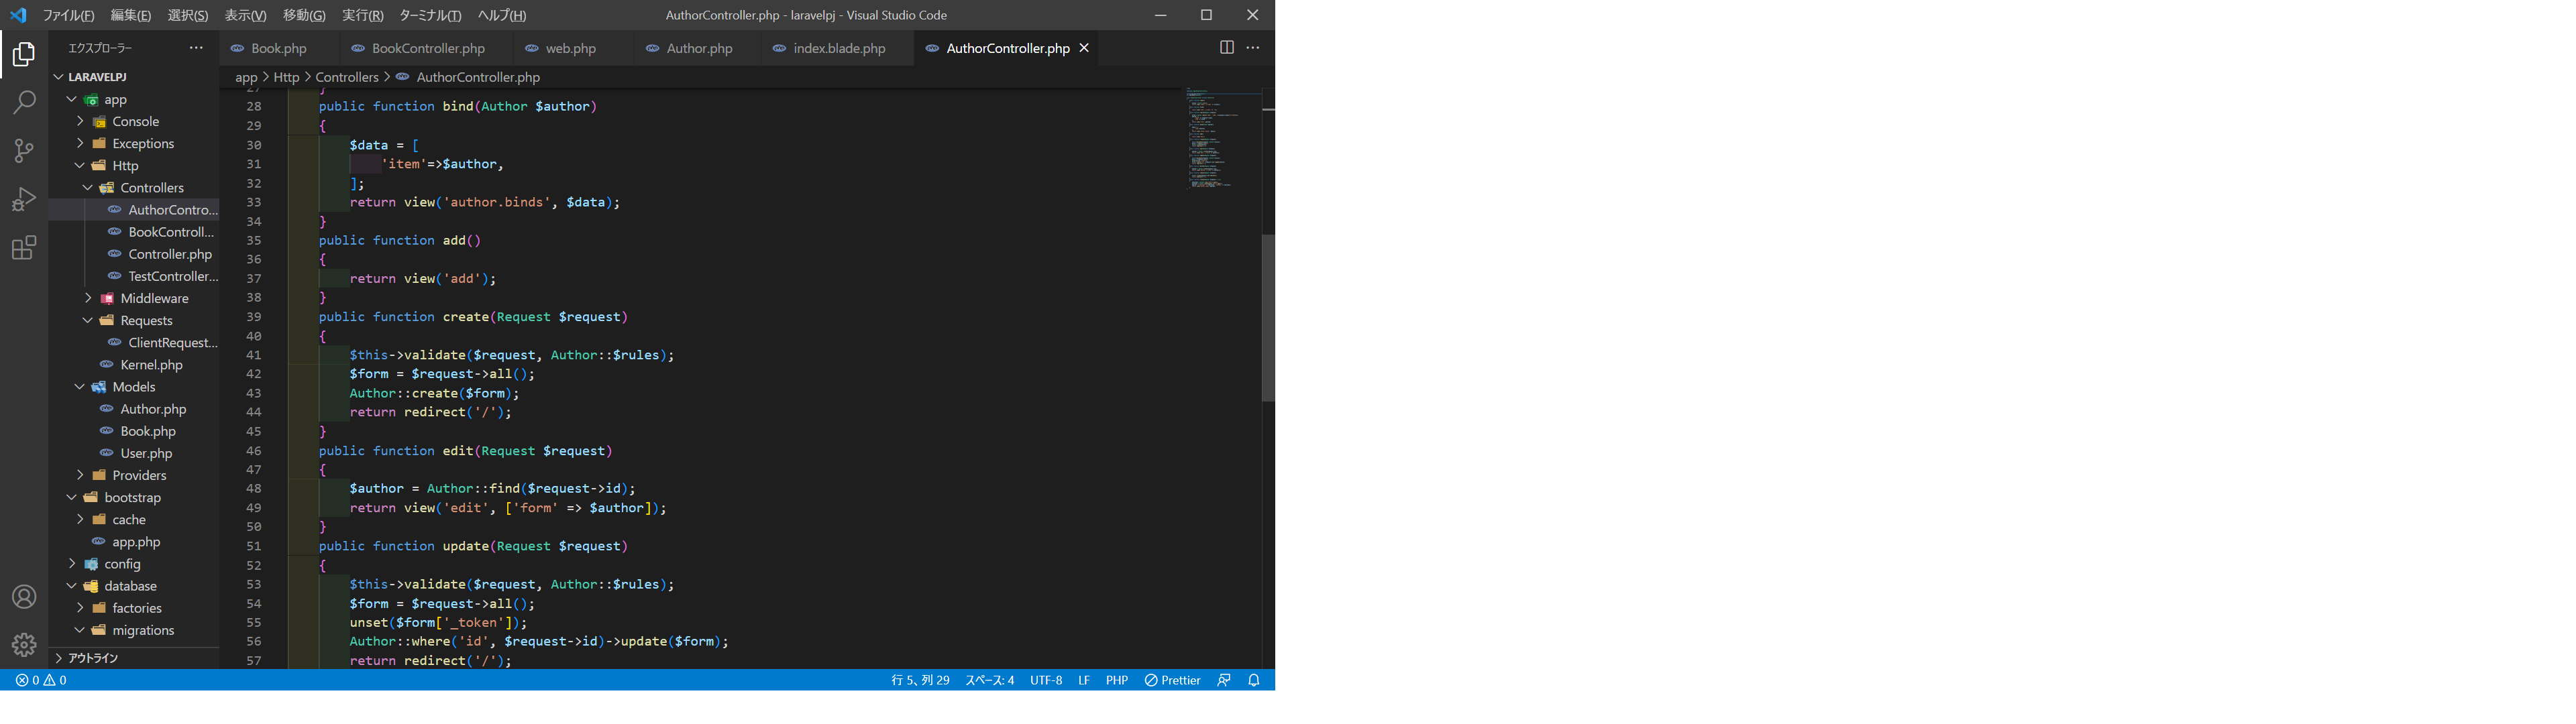 ファイル(F) 編集(E) 選択(S) 表示(V) 移動(G) 実行(R) ターミナル(T) ヘルプ(H) AuthorController.php - laravelpj - Visual Studio Code
エクスプローラー
LARAVELPJ
app
Console
Exceptions
Http
Controllers
AuthorContro...
BookControll...
Controller.php
TestController...
Middleware
Requests
ClientRequest...
Kernel.php
Models
Author.php
Book.php
User.php
Providers
bootstrap
cache
app.php
config
database
factories
migrations
アウトライン
Book.php BookController.php web.php Author.php index.blade.php AuthorController.php
app > Http > Controllers > AuthorController.php
27 }
28 public function bind(Author $author)
29 {
30 $data = [
31 'item'=>$author,
32 ];
33 return view('author.binds', $data);
34 }
35 public function add()
36 {
37 return view('add');
38 }
39 public function create(Request $request)
40 {
41 $this->validate($request, Author::$rules);
42 $form = $request->all();
43 Author::create($form);
44 return redirect('/');
45 }
46 public function edit(Request $request)
47 {
48 $author = Author::find($request->id);
49 return view('edit', ['form' => $author]);
50 }
51 public function update(Request $request)
52 {
53 $this->validate($request, Author::$rules);
54 $form = $request->all();
55 unset($form['_token']);
56 Author::where('id', $request->id)->update($form);
57 return redirect('/');
0 0 行 5、列 29 スペース: 4 UTF-8 LF PHP Prettier